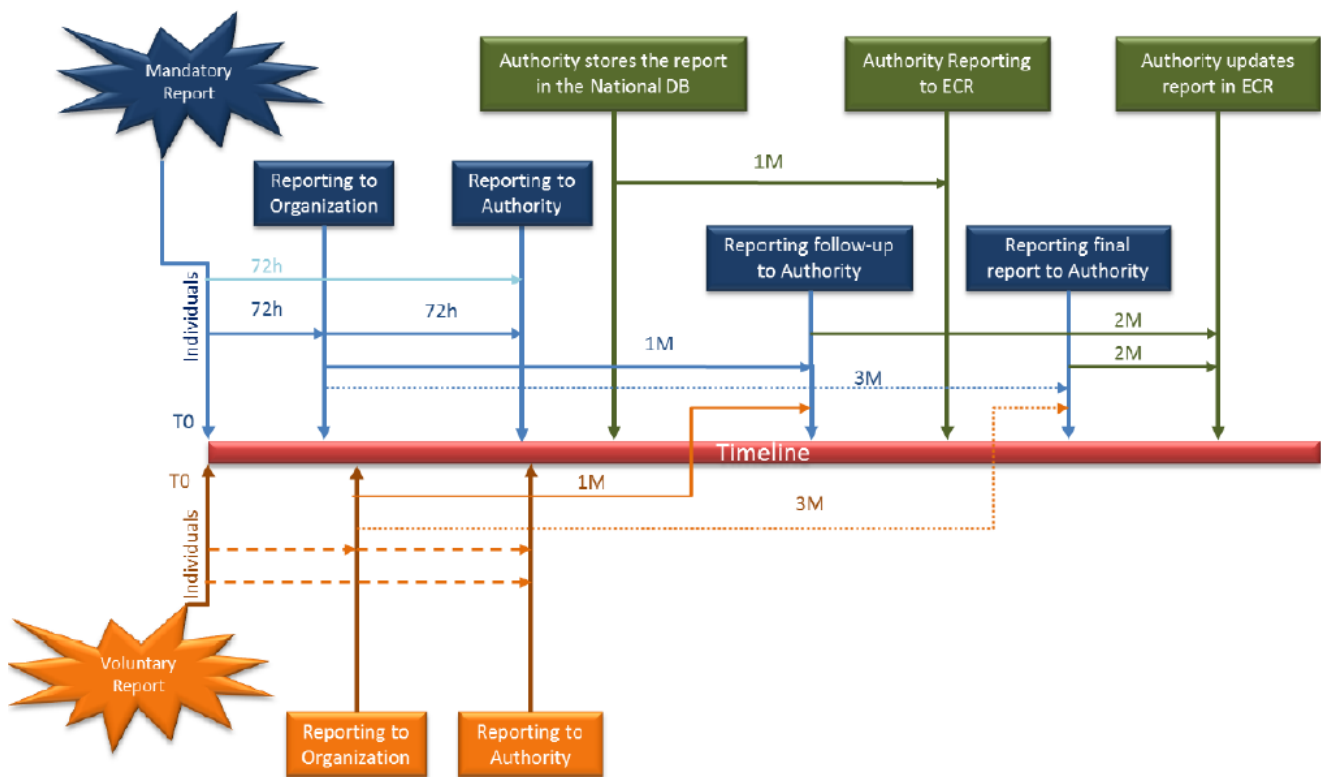 Mandatory
Report
Authority stores the report
in the National DB
Authority Reporting
to ECR
Authority updates
report in ECR
1M
Reporting to
Organization
Reporting to
Authority
Reporting follow-up
to Authority
Reporting final
report to Authority
Individuals
72h
72h
72h
2M
1M
2M
3M
T0
Timeline
T0
1M
3M
Individuals
Voluntary
Report
Reporting to
Organization
Reporting to
Authority